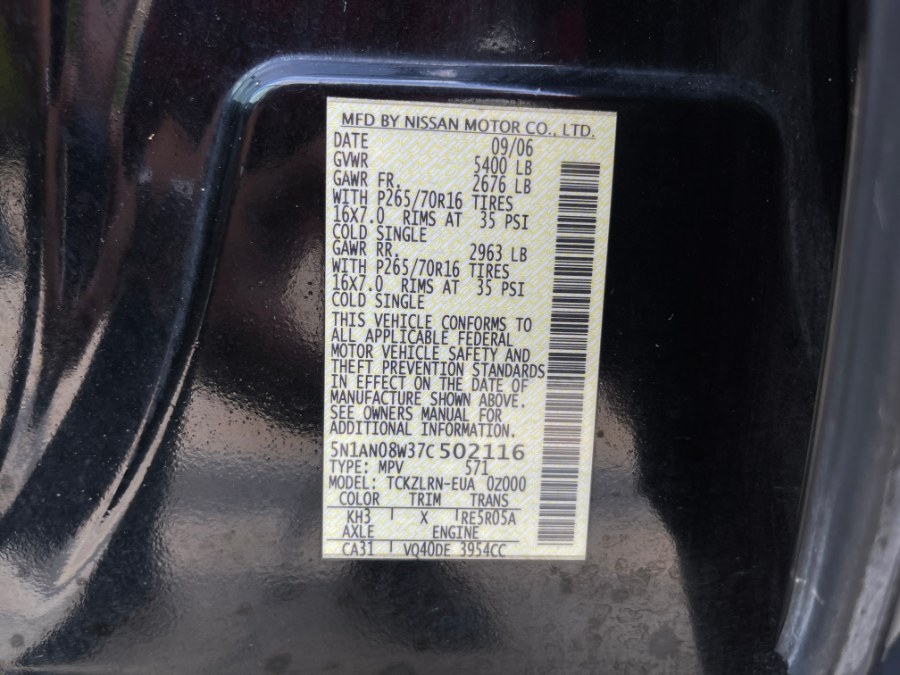 MFD BY NISSAN MOTOR CO., LTD.
DATE 09/06
GVWR 5400 LB
GAWR FR. 2676 LB
WITH P265/70R16 TIRES
16X7.0 RIMS AT 35 PSI
COLD SINGLE
GAWR RR. 2963 LB
WITH P265/70R16 TIRES
16X7.0 RIMS AT 35 PSI
COLD SINGLE
THIS VEHICLE CONFORMS TO
ALL APPLICABLE FEDERAL
MOTOR VEHICLE SAFETY AND
THEFT PREVENTION STANDARDS
IN EFFECT ON THE DATE OF
MANUFACTURE SHOWN ABOVE.
SEE OWNERS MANUAL FOR
ADDITIONAL INFORMATION.
5N1AN08W37C502116
TYPE: MPV 571
MODEL: TCKZLRN-EUA 0Z000
COLOR TRIM TRANS
KH3 X RE5R05A
AXLE ENGINE
CA31 VQ40DE 3954CC